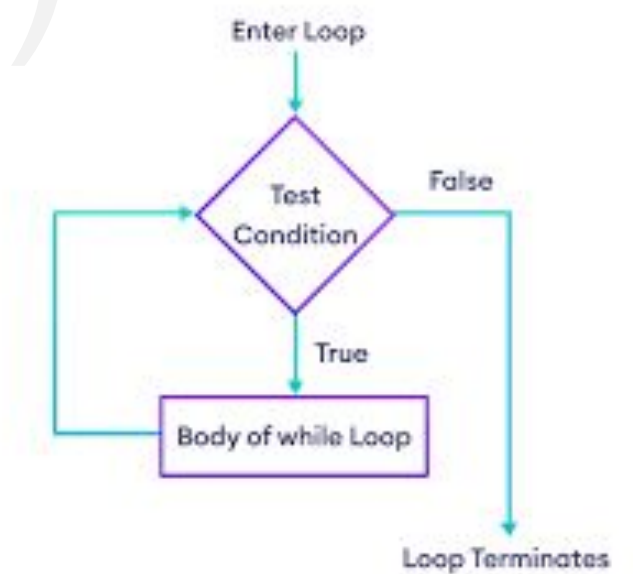 Enter Loop
Test
Condition
False
True
Body of while Loop
Loop Terminates